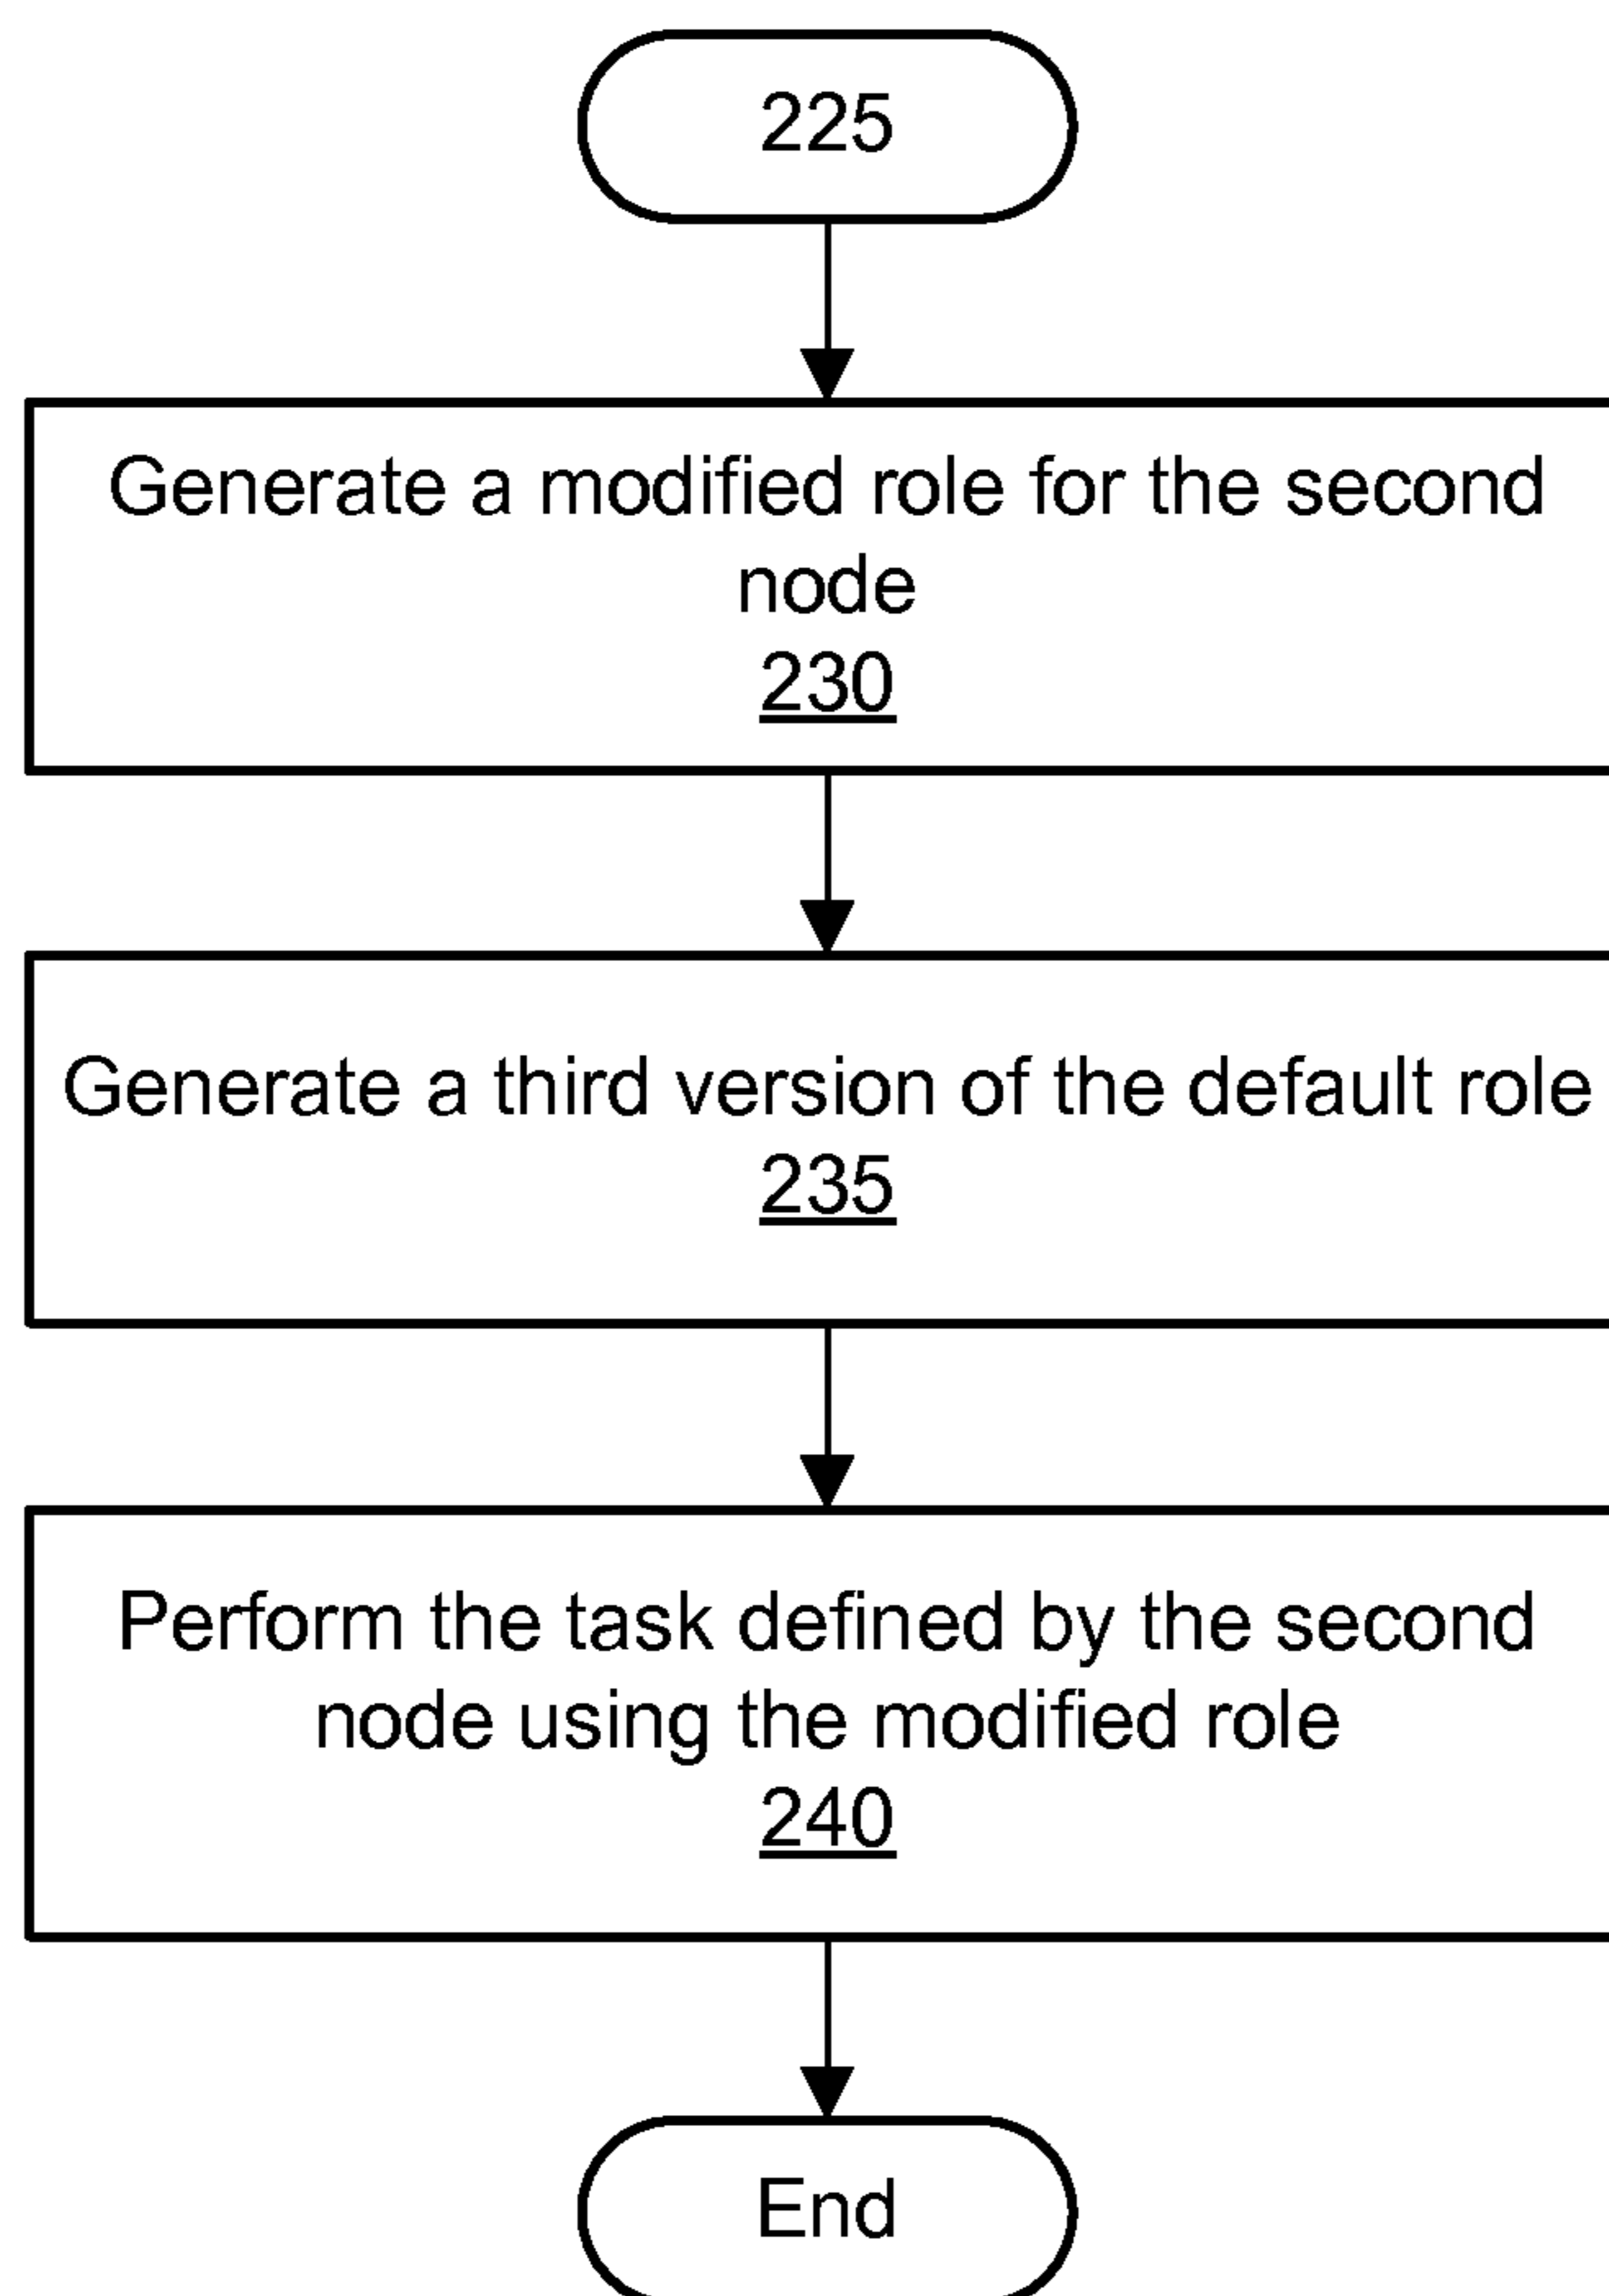 225
Generate a modified role for the second
node
230
Generate a third version of the default role
235
Perform the task defined by the second
node using the modified role
240
End